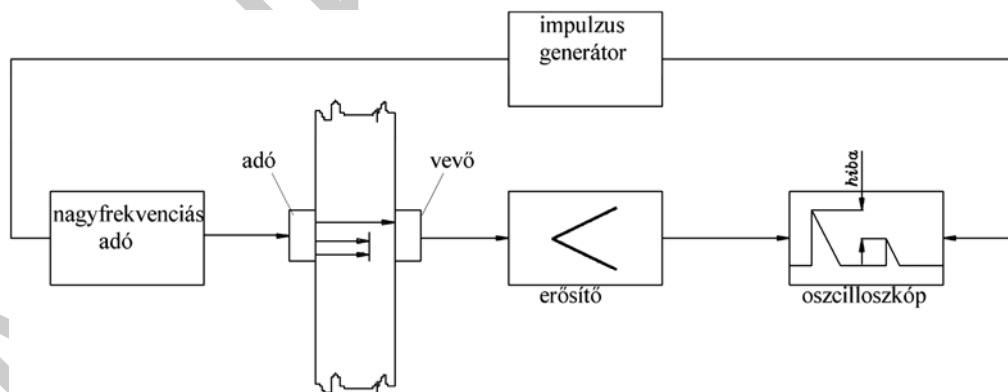 impulzus
generátor
adó
vevő
hiba
nagyfrekvenciás
adó
erősítő
oszcilloszkóp